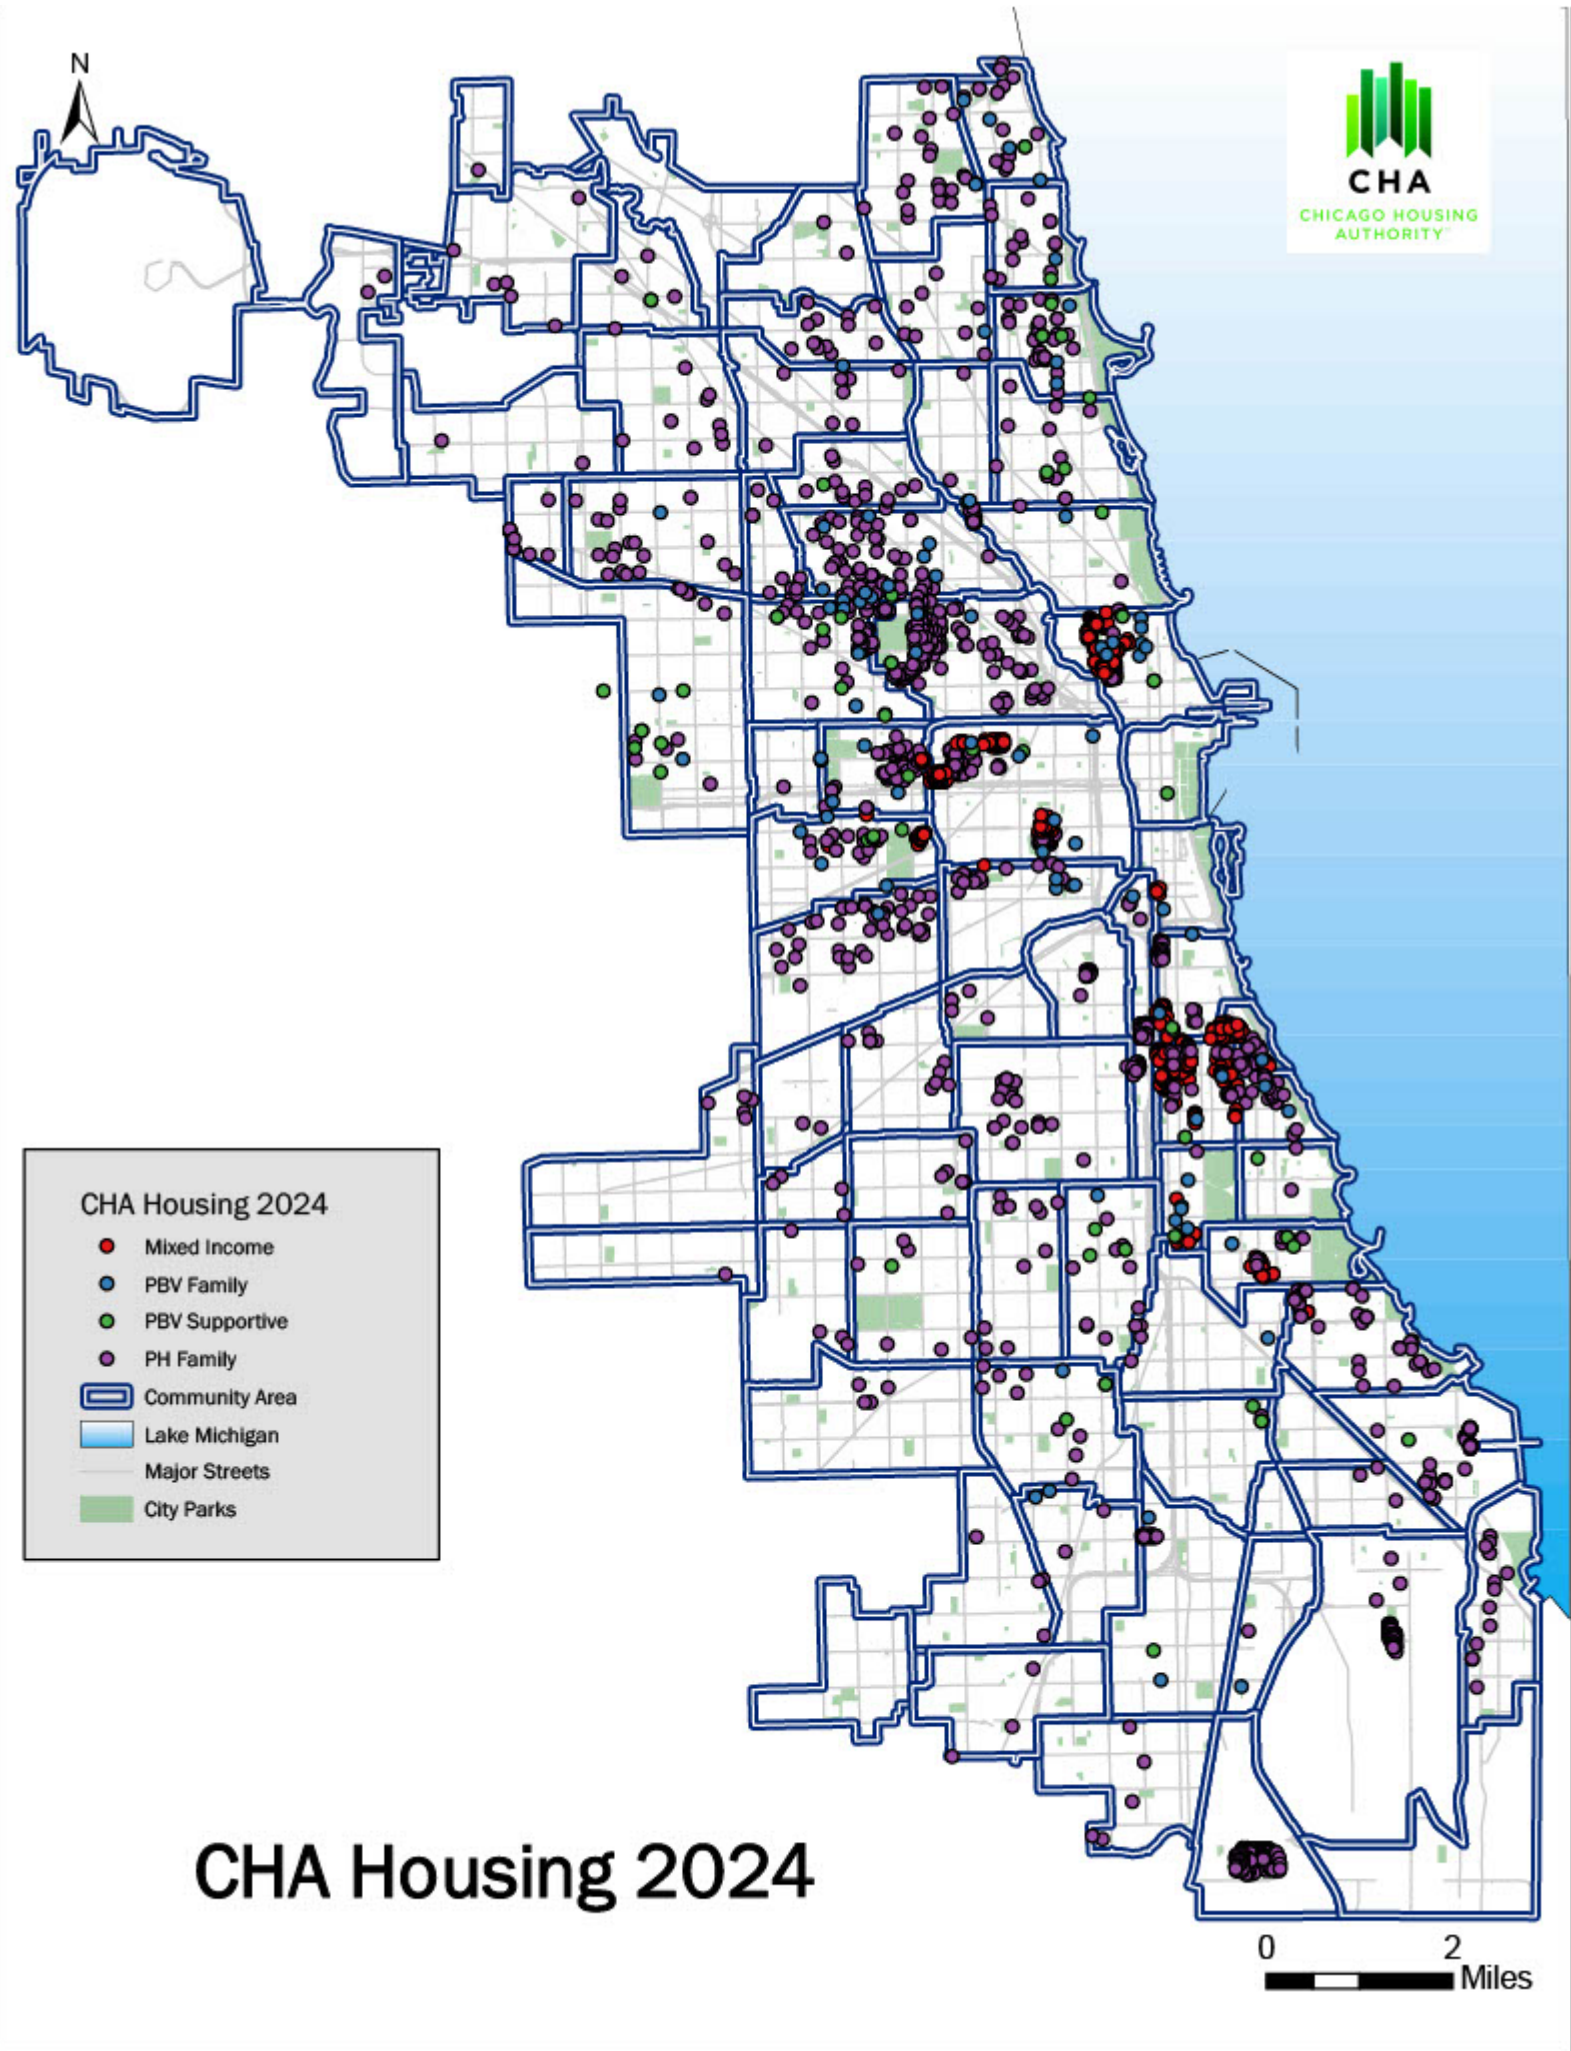 N
CHA
CHICAGO HOUSING
AUTHORITY
CHA Housing 2024
Mixed Income
PBV Family
PBV Supportive
PH Family
Community Area
Lake Michigan
Major Streets
City Parks
CHA Housing 2024
0 2
Miles